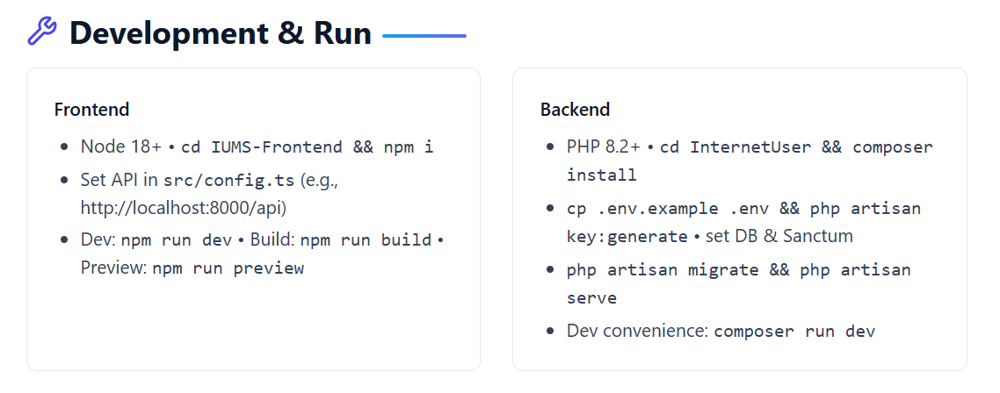 Development & Run
Frontend
• Node 18+ • cd IUMS-Frontend && npm i
• Set API in src/config.ts (e.g.,
http://localhost:8000/api)
• Dev: npm run dev • Build: npm run build •
Preview: npm run preview
Backend
• PHP 8.2+ • cd InternetUser && composer
install
• cp .env.example .env && php artisan
key:generate • set DB & Sanctum
• php artisan migrate && php artisan
serve
• Dev convenience: composer run dev